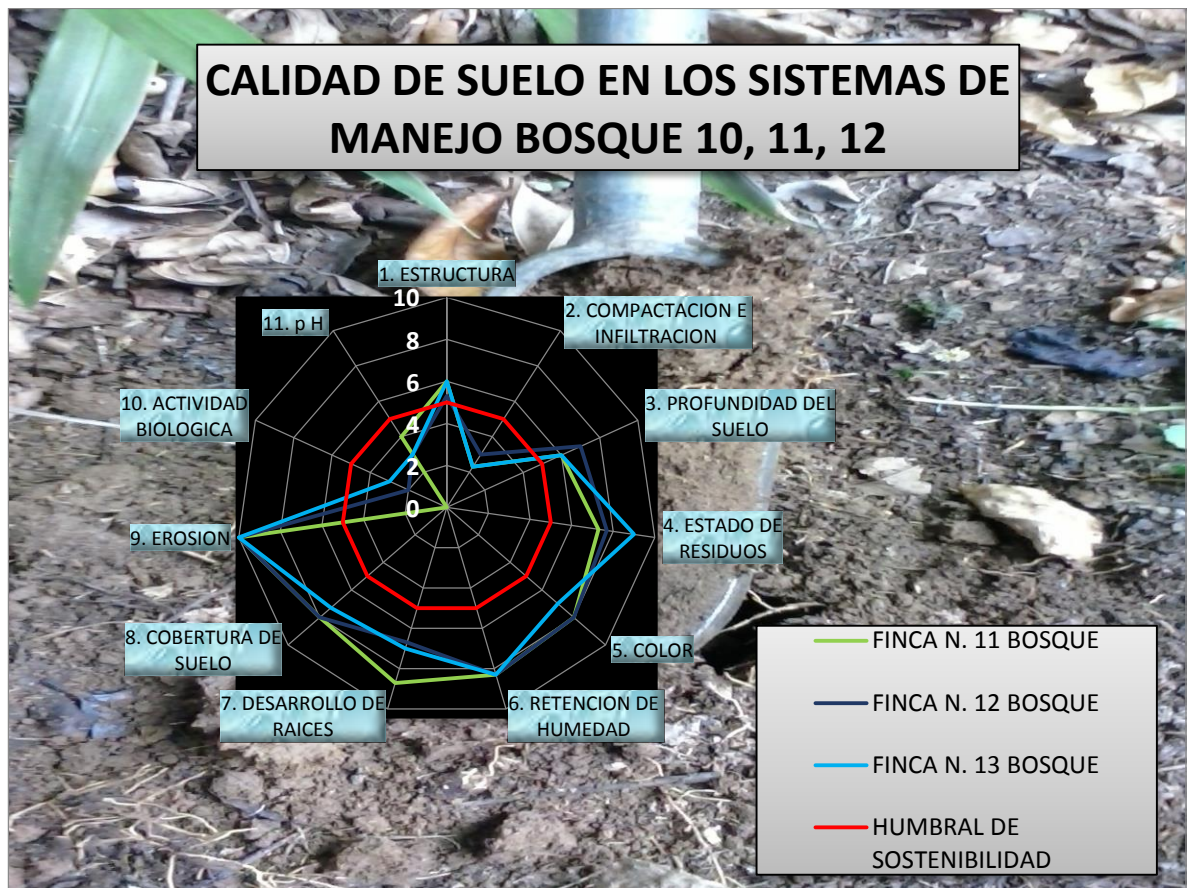 CALIDAD DE SUELO EN LOS SISTEMAS DE
MANEJO BOSQUE 10, 11, 12
1. ESTRUCTURA
2. COMPACTACION E
INFILTRACION
3. PROFUNDIDAD DEL
SUELO
4. ESTADO DE
RESIDUOS
5. COLOR
6. RETENCION DE
HUMEDAD
7. DESARROLLO DE
RAICES
8. COBERTURA DE
SUELO
9. EROSION
10. ACTIVIDAD
BIOLOGICA
11. p H
10
8
6
4
2
0
FINCA N. 11 BOSQUE
FINCA N. 12 BOSQUE
FINCA N. 13 BOSQUE
HUMBRAL DE
SOSTENIBILIDAD